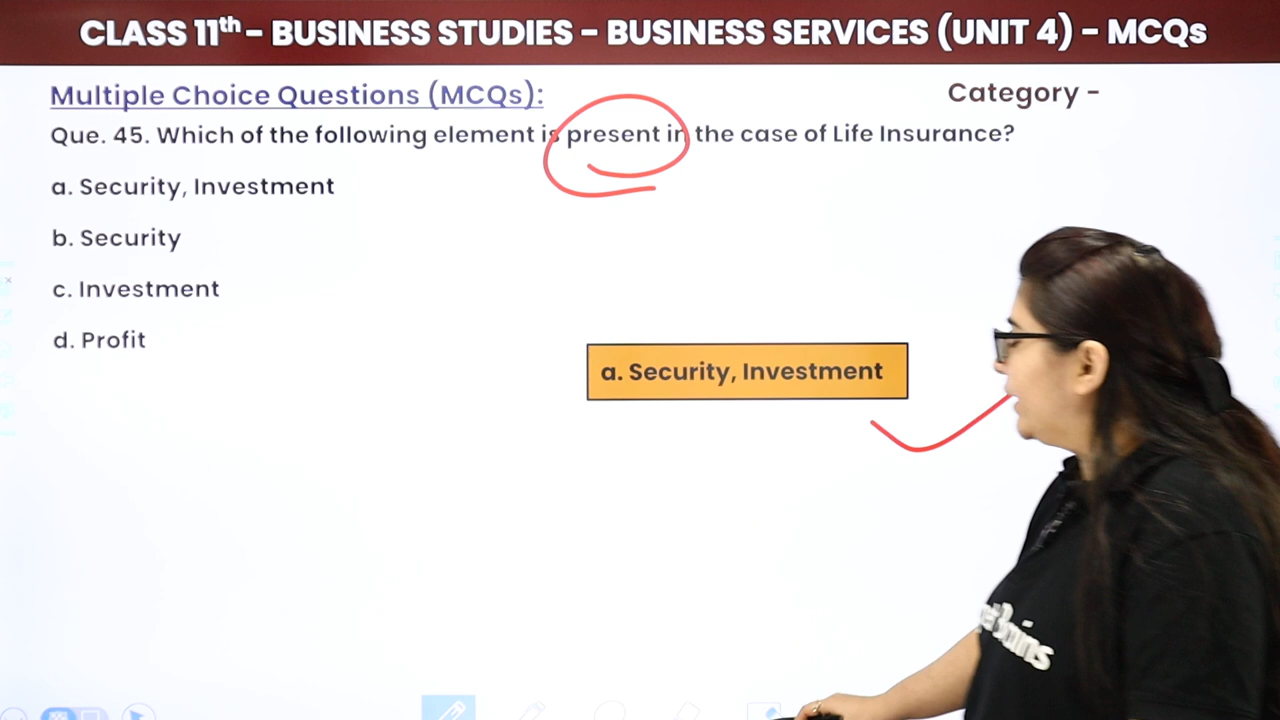 CLASS 11th - BUSINESS STUDIES - BUSINESS SERVICES (UNIT 4) - MCQs
Multiple Choice Questions (MCQs):
Category -
Que. 45. Which of the following element is present in the case of Life Insurance?
a. Security, Investment
b. Security
c. Investment
d. Profit
a. Security, Investment